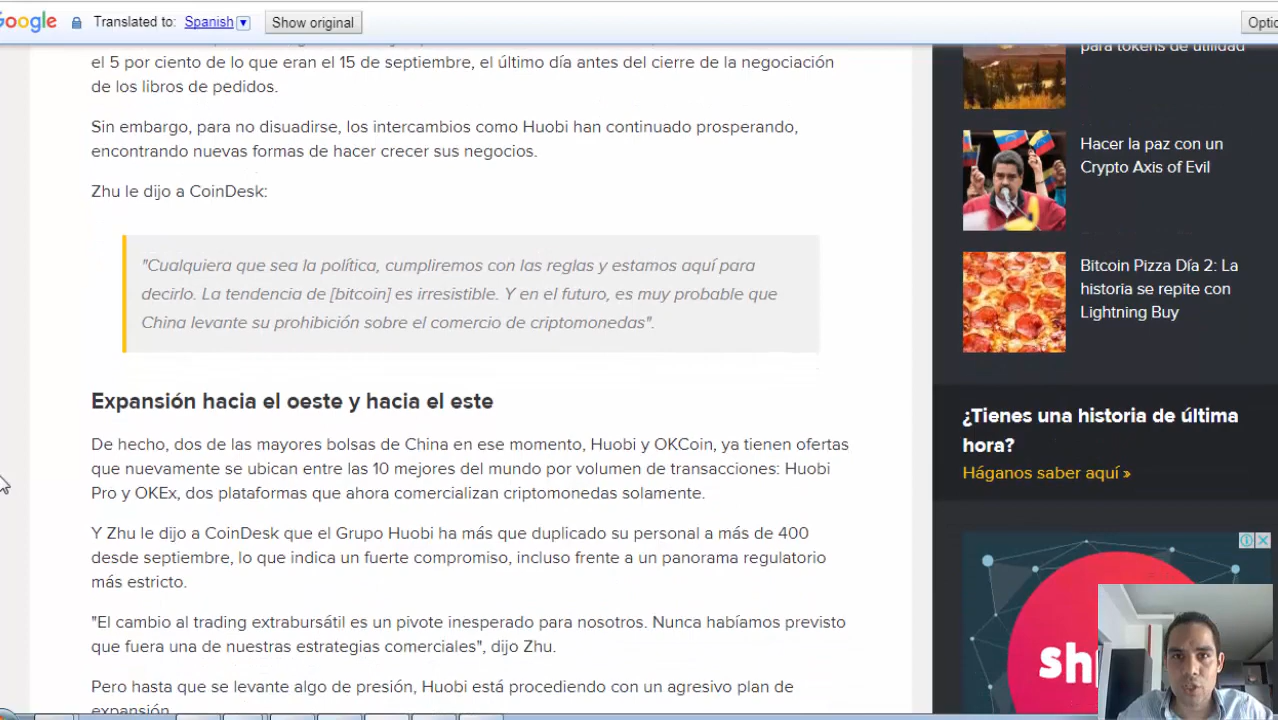 Google Translated to: Spanish ▼ Show original
el 5 por ciento de lo que eran el 15 de septiembre, el último día antes del cierre de la negociación
de los libros de pedidos.
Sin embargo, para no disuadirse, los intercambios como Huobi han continuado prosperando,
encontrando nuevas formas de hacer crecer sus negocios.
Zhu le dijo a CoinDesk:
"Cualquiera que sea la política, cumpliremos con las reglas y estamos aquí para
decirlo. La tendencia de [bitcoin] es irresistible. Y en el futuro, es muy probable que
China levante su prohibición sobre el comercio de criptomonedas".
Expansión hacia el oeste y hacia el este
De hecho, dos de las mayores bolsas de China en ese momento, Huobi y OKCoin, ya tienen ofertas
que nuevamente se ubican entre las 10 mejores del mundo por volumen de transacciones: Huobi
Pro y OKEx, dos plataformas que ahora comercializan criptomonedas solamente.
Y Zhu le dijo a CoinDesk que el Grupo Huobi ha más que duplicado su personal a más de 400
desde septiembre, lo que indica un fuerte compromiso, incluso frente a un panorama regulatorio
más estricto.
"El cambio al trading extrabursátil es un pivote inesperado para nosotros. Nunca habíamos previsto
que fuera una de nuestras estrategias comerciales", dijo Zhu.
Pero hasta que se levante algo de presión, Huobi está procediendo con un agresivo plan de
expansión
para tokens de utilidad
Hacer la paz con un
Crypto Axis of Evil
Bitcoin Pizza Día 2: La
historia se repite con
Lightning Buy
¿Tienes una historia de última
hora?
Háganos saber aquí »
sh